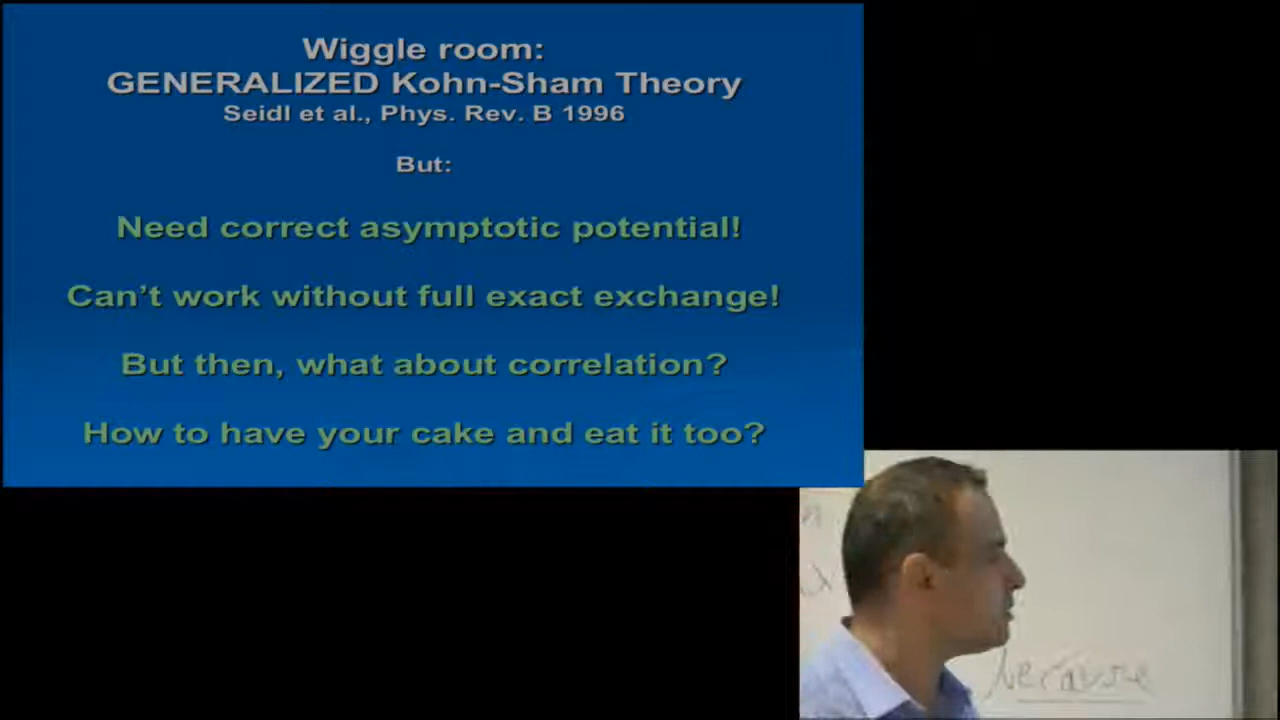 Wiggle room:
GENERALIZED Kohn-Sham Theory
Seidl et al., Phys. Rev. B 1996
But:
Need correct asymptotic potential!
Can't work without full exact exchange!
But then, what about correlation?
How to have your cake and eat it too?
because